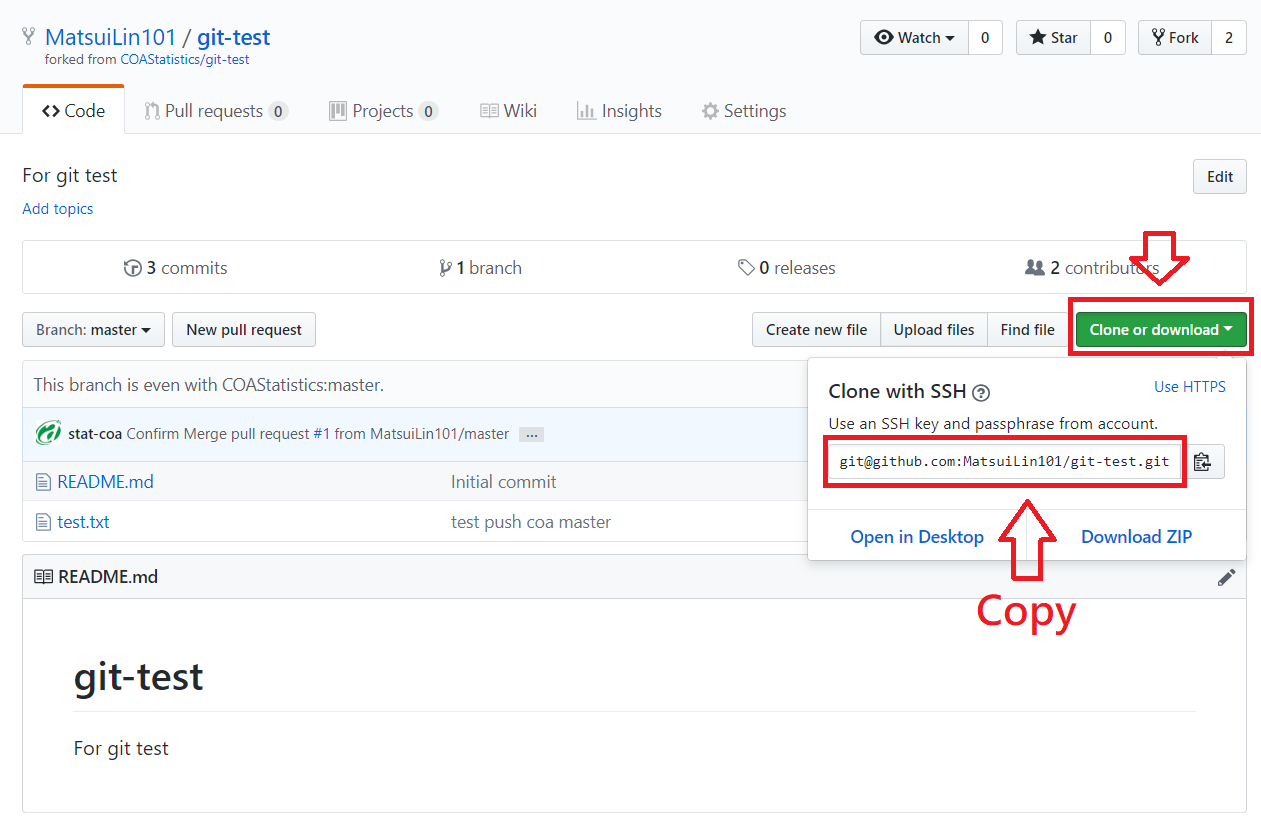 MatsuiLin101 / git-test
forked from COAStatistics/git-test
Watch 0 Star 0 Fork 2
Code Pull requests 0 Projects 0 Wiki Insights Settings
For git test
Edit
Add topics
3 commits 1 branch 0 releases 2 contributors
Branch: master New pull request Create new file Upload files Find file Clone or download
This branch is even with COAStatistics:master.
Clone with SSH ? Use HTTPS
Use an SSH key and passphrase from account.
stat-coa Confirm Merge pull request #1 from MatsuiLin101/master ...
git@github.com:MatsuiLin101/git-test.git
README.md Initial commit
test.txt test push coa master
Open in Desktop Download ZIP
README.md
Copy
git-test
For git test